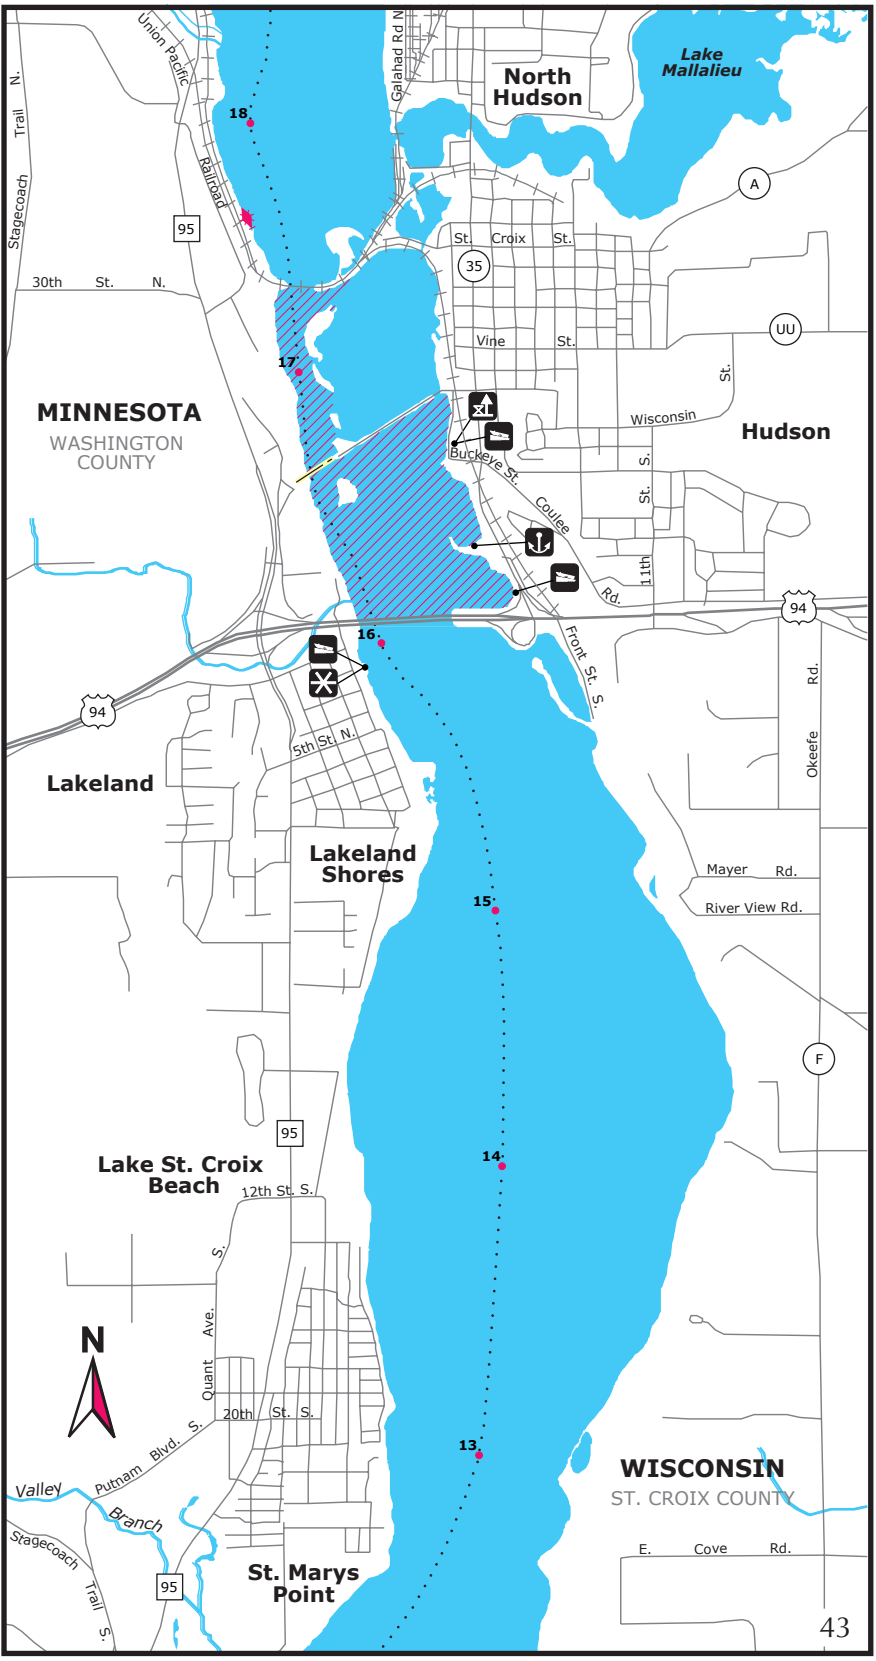 Union Pacific
Railroad
Galahad Rd N
North
Hudson
Lake
Mallalieu
Stagecoach Trail N.
18
A
95
St. Croix St.
35
30th St. N.
UU
Vine St.
17
St.
MINNESOTA
WASHINGTON
COUNTY
Wisconsin
Hudson
Buckeye St.
S.
St.
11th
Coulee
Rd.
94
16
Front St. S.
94
5th St. N.
Okeefe Rd.
Lakeland
Lakeland
Shores
Mayer Rd.
15
River View Rd.
F
95
14
Lake St. Croix
Beach
12th St. S.
Quant Ave. S.
N
20th St. S.
13
Putnam Blvd. S.
WISCONSIN
ST. CROIX COUNTY
Valley
Branch
Stagecoach
Trail S.
E. Cove Rd.
St. Marys
Point
95
43